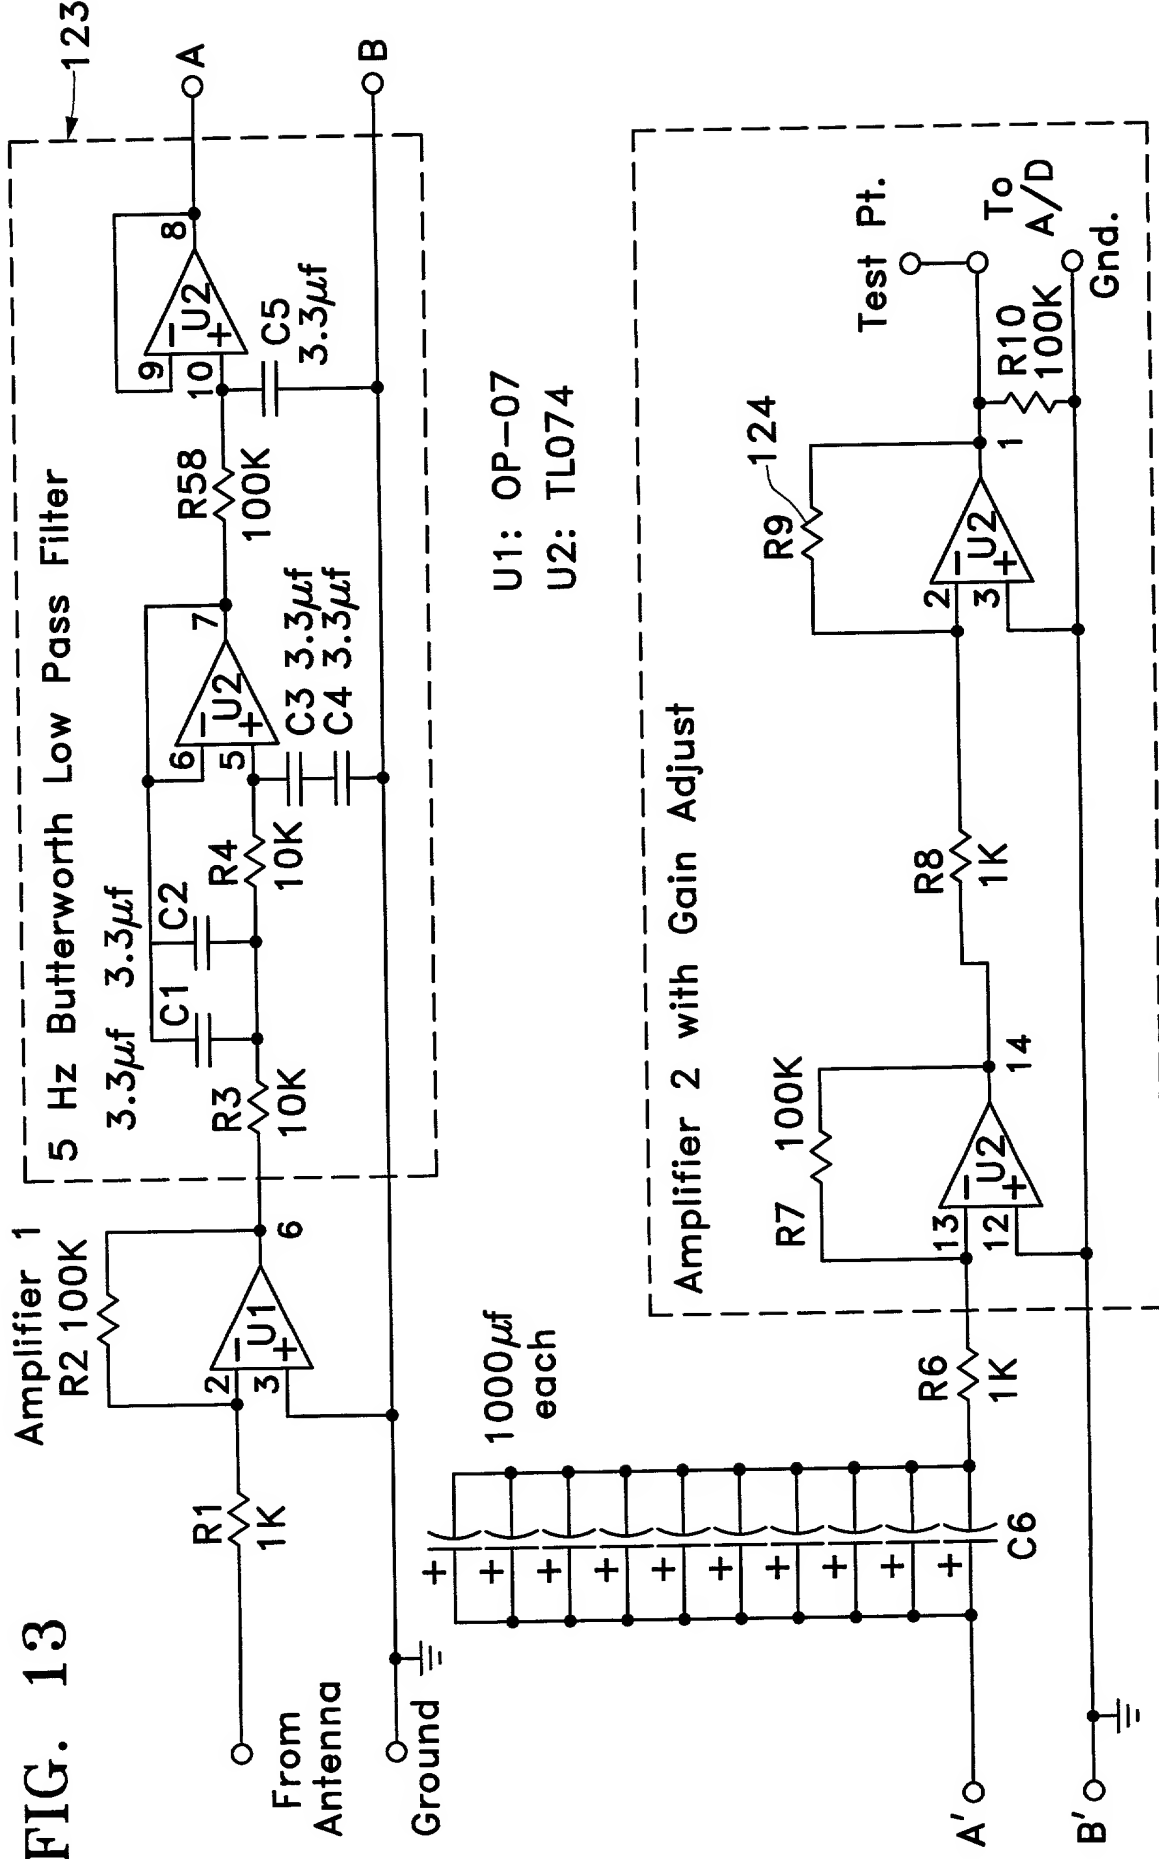 FIG. 13
Amplifier 1
R2 100K
R1
1K
2
3
−
+
U1
6
From
Antenna
Ground
5 Hz Butterworth Low Pass Filter
123
3.3µf 3.3µf
C1
C2
R3
10K
R4
10K
6
5
−
+
U2
7
C3 3.3µf
C4 3.3µf
R58
100K
9
10
−
+
U2
8
C5
3.3µf
A
B
U1: OP-07
U2: TL074
1000µf
each
+
+
+
+
+
+
+
+
+
+
C6
A'
B'
R6
1K
Amplifier 2 with Gain Adjust
R7 100K
13
12
−
+
U2
14
R8
1K
R9
124
2
3
−
+
U2
1
R10
100K
Test Pt.
To
A/D
Gnd.